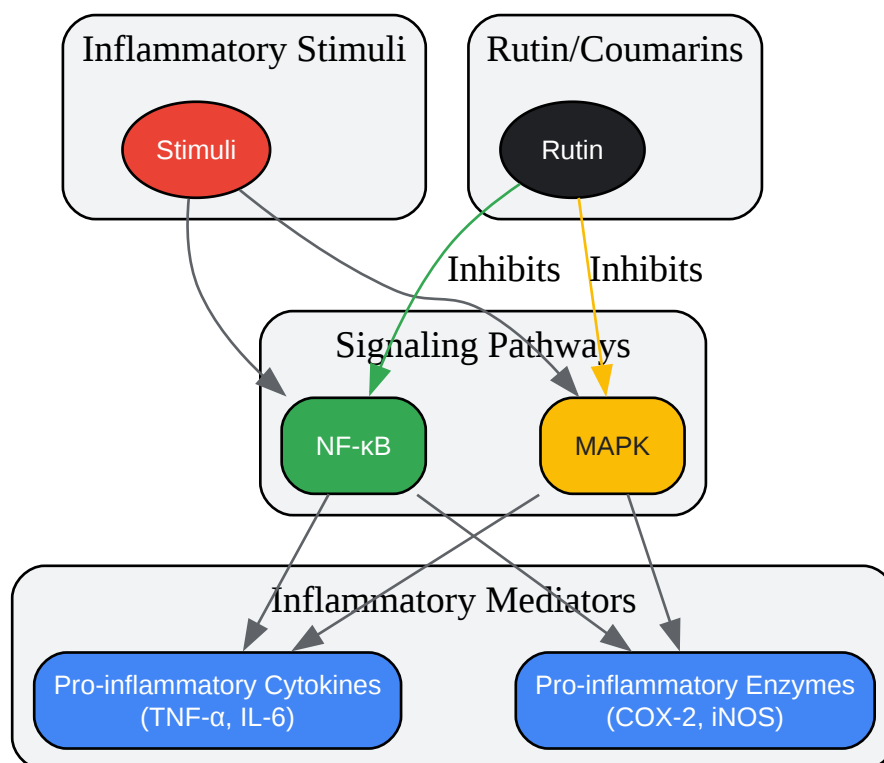 Inflammatory Stimuli
Rutin/Coumarins
Stimuli
Rutin
Inhibits
Inhibits
Signaling Pathways
NF-κB
MAPK
Inflammatory Mediators
Pro-inflammatory Cytokines
(TNF-α, IL-6)
Pro-inflammatory Enzymes
(COX-2, iNOS)